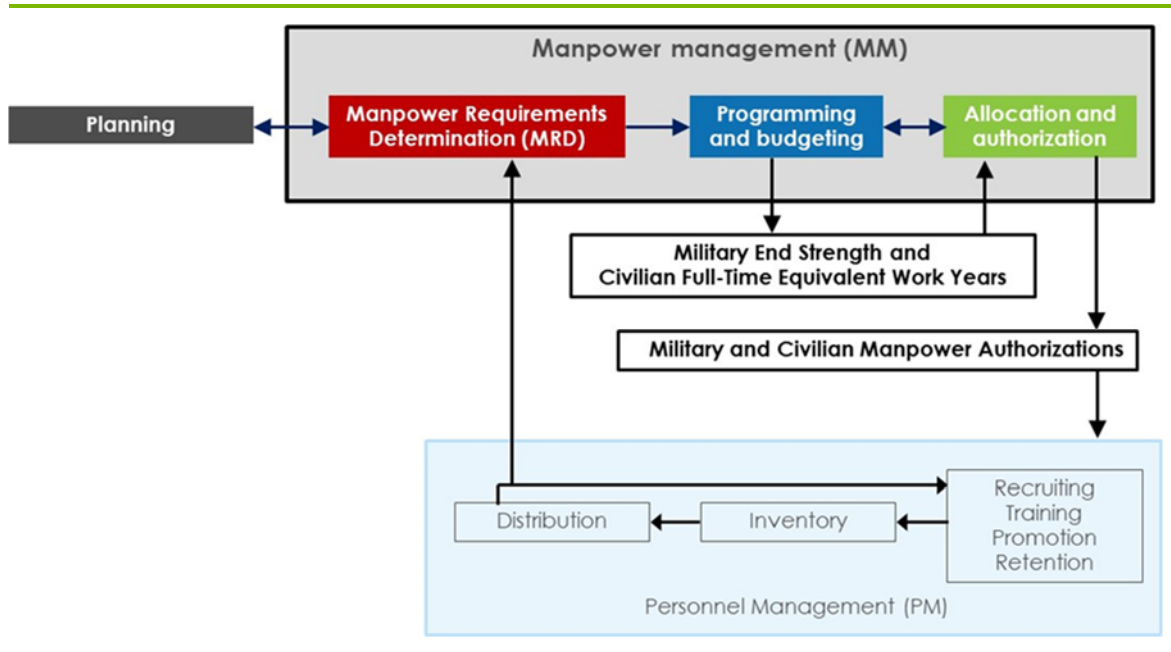 Manpower management (MM)
Planning
Manpower Requirements
Determination (MRD)
Programming
and budgeting
Allocation and
authorization
Military End Strength and
Civilian Full-Time Equivalent Work Years
Military and Civilian Manpower Authorizations
Distribution
Inventory
Recruiting
Training
Promotion
Retention
Personnel Management (PM)